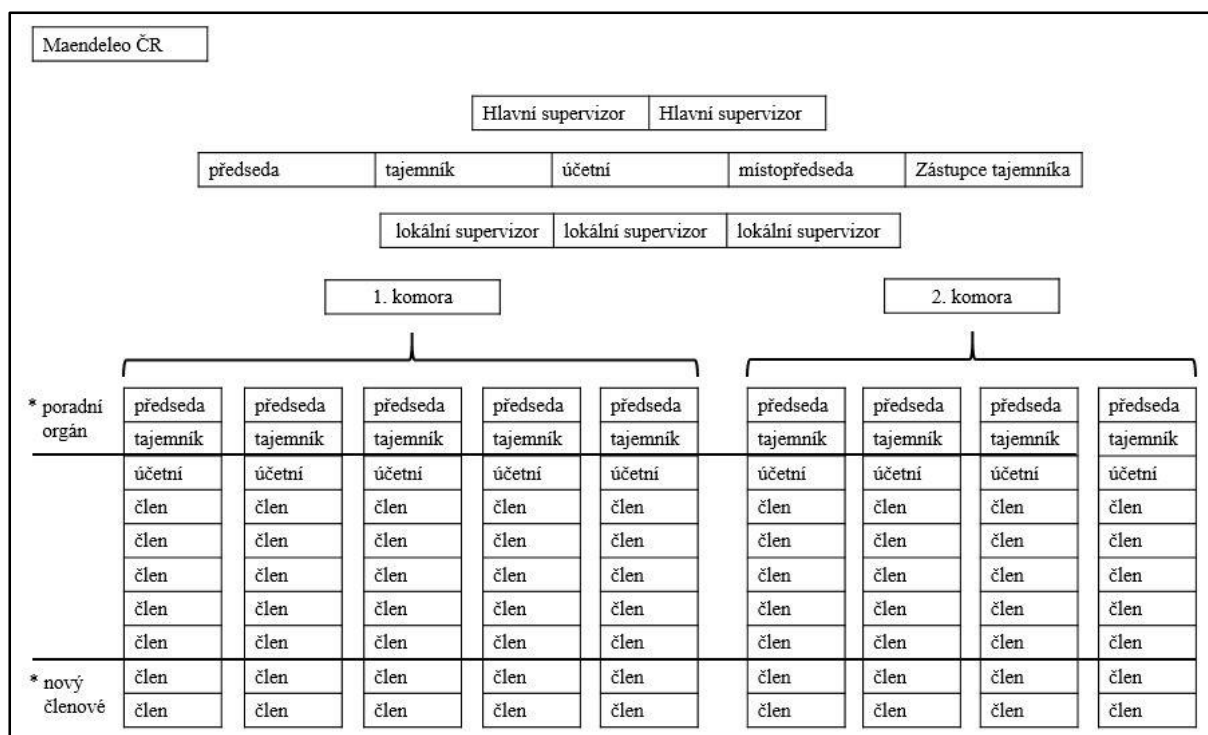 Maendeleo ČR
Hlavní supervizor Hlavní supervizor
předseda tajemník účetní místopředseda Zástupce tajemníka
lokální supervizor lokální supervizor lokální supervizor
1. komora 2. komora
* poradní předseda předseda předseda předseda předseda předseda předseda předseda předseda
orgán tajemník tajemník tajemník tajemník tajemník tajemník tajemník tajemník tajemník
účetní účetní účetní účetní účetní účetní účetní účetní účetní
člen člen člen člen člen člen člen člen člen
člen člen člen člen člen člen člen člen člen
člen člen člen člen člen člen člen člen člen
člen člen člen člen člen člen člen člen člen
člen člen člen člen člen člen člen člen člen
* nový člen člen člen člen člen člen člen člen člen
členové člen člen člen člen člen člen člen člen člen